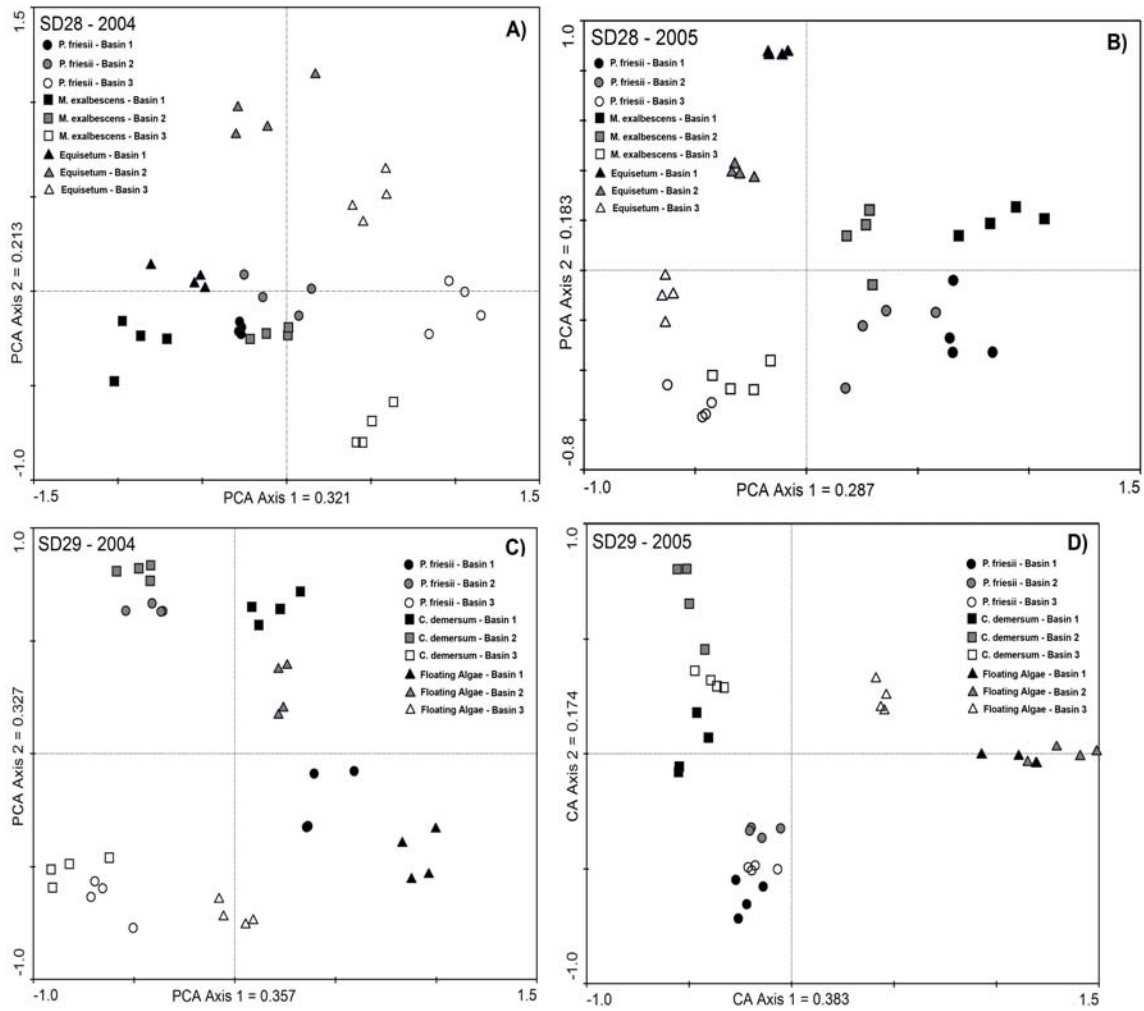 SD28 - 2004
A)
1.5
P. friesii - Basin 1
P. friesii - Basin 2
P. friesii - Basin 3
M. exalbescens - Basin 1
M. exalbescens - Basin 2
M. exalbescens - Basin 3
Equisetum - Basin 1
Equisetum - Basin 2
Equisetum - Basin 3
PCA Axis 2 = 0.213
-1.0
-1.5
PCA Axis 1 = 0.321
1.5
SD28 - 2005
B)
1.0
P. friesii - Basin 1
P. friesii - Basin 2
P. friesii - Basin 3
M. exalbescens - Basin 1
M. exalbescens - Basin 2
M. exalbescens - Basin 3
Equisetum - Basin 1
Equisetum - Basin 2
Equisetum - Basin 3
PCA Axis 2 = 0.183
-0.8
-1.0
PCA Axis 1 = 0.287
1.5
SD29 - 2004
C)
1.0
P. friesii - Basin 1
P. friesii - Basin 2
P. friesii - Basin 3
C. demersum - Basin 1
C. demersum - Basin 2
C. demersum - Basin 3
Floating Algae - Basin 1
Floating Algae - Basin 2
Floating Algae - Basin 3
PCA Axis 2 = 0.327
-1.0
-1.0
PCA Axis 1 = 0.357
1.5
SD29 - 2005
D)
1.0
P. friesii - Basin 1
P. friesii - Basin 2
P. friesii - Basin 3
C. demersum - Basin 1
C. demersum - Basin 2
C. demersum - Basin 3
Floating Algae - Basin 1
Floating Algae - Basin 2
Floating Algae - Basin 3
CA Axis 2 = 0.174
-1.0
-1.0
CA Axis 1 = 0.383
1.5